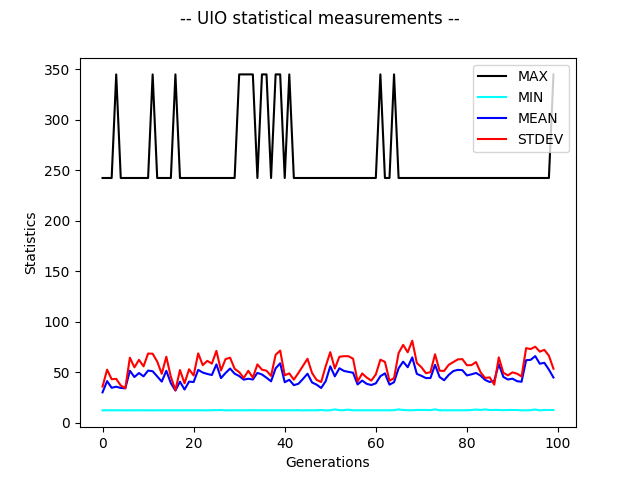 -- UIO statistical measurements --
350
300
250
200
150
100
50
0
Statistics
MAX
MIN
MEAN
STDEV
0 20 40 60 80 100
Generations